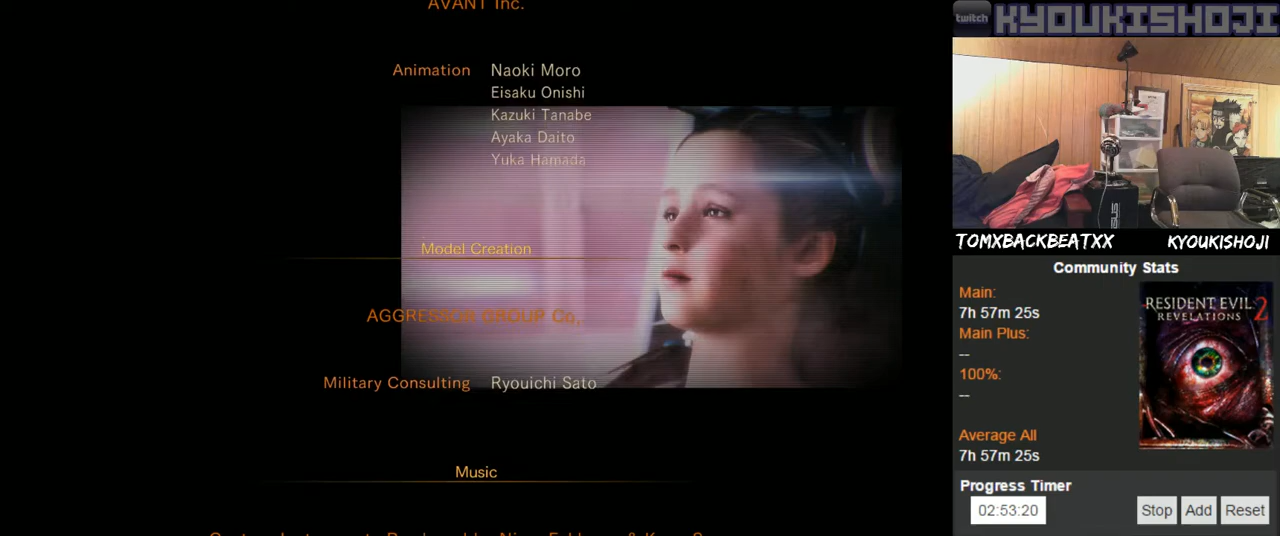 AVANT Inc.
Animation Naoki Moro
Eisaku Onishi
Kazuki Tanabe
Ayaka Daito
Yuka Hamada
Model Creation
AGGRESSOR GROUP Co,
Military Consulting Ryouichi Sato
Music
twitch KYOUKISHOJI
ASUS
TOMXBACKBEATXX KYOUKISHOJI
Community Stats
Main:
7h 57m 25s
Main Plus:
--
100%:
--
Average All
7h 57m 25s
RESIDENT EVIL
REVELATIONS 2
Progress Timer
02:53:20 Stop Add Reset